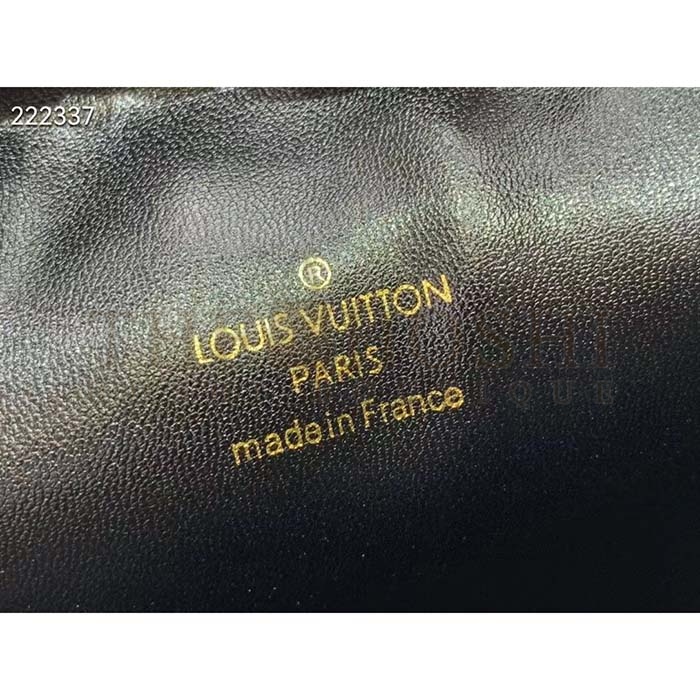 222337
®
LOUIS VUITTON
PARIS
made in France